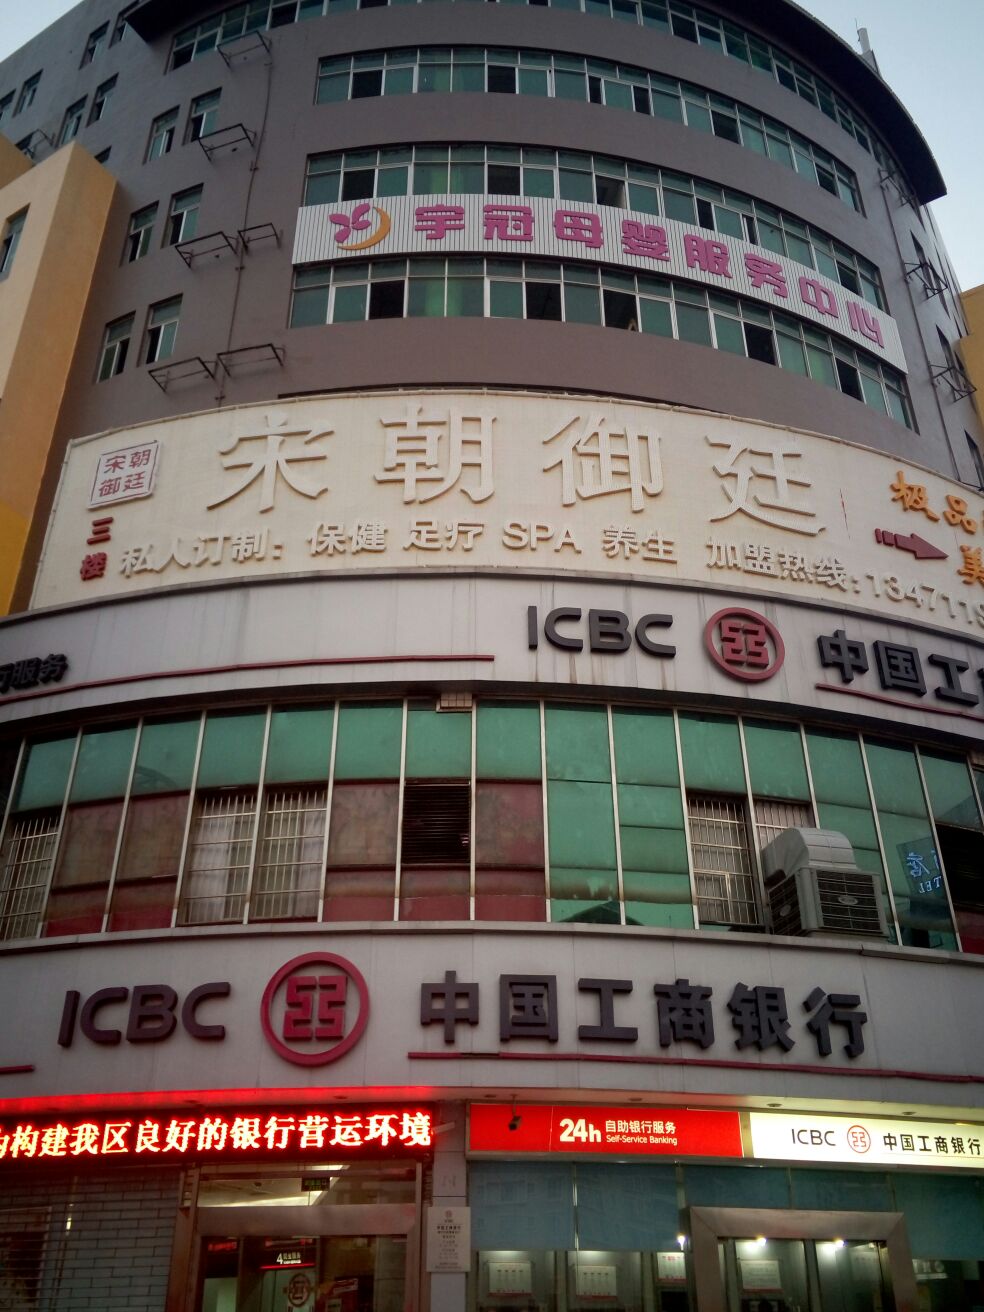 宇冠母婴服务中心
宋朝御廷
宋朝
御廷
极品
美
三楼
私人订制：保健 足疗 SPA 养生 加盟热线：1347119
ICBC 中国工
服务
ICBC 中国工商银行
构建我区良好的银行营运环境
24h 自助银行服务
Self-Service Banking
ICBC 中国工商银行
ICBC